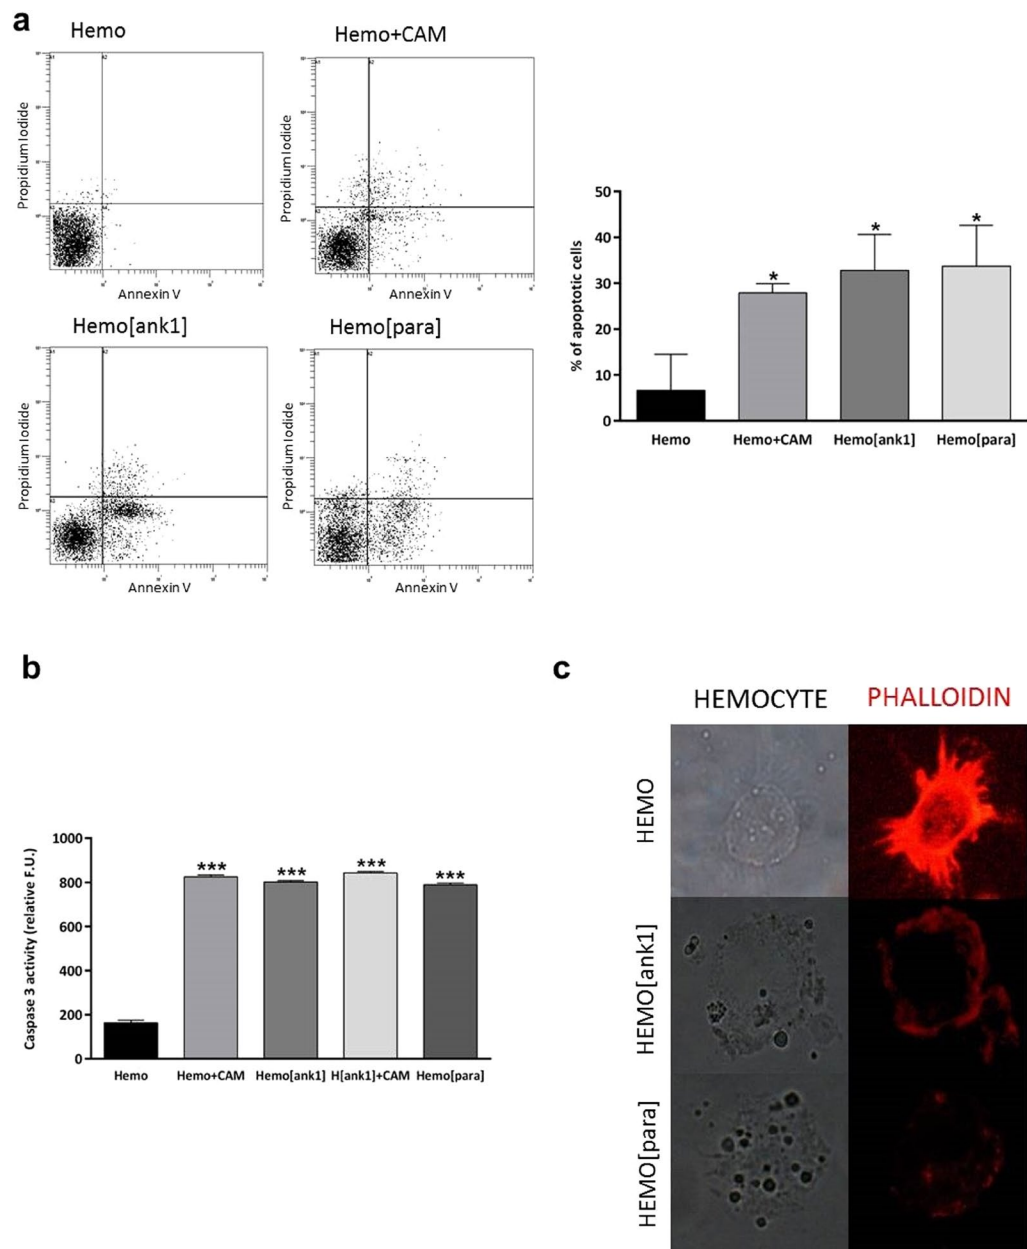 a
Hemo
Hemo+CAM
Propidium Iodide
Propidium Iodide
Annexin V
Annexin V
Hemo[ank1]
Hemo[para]
Propidium Iodide
Propidium Iodide
Annexin V
Annexin V
% of apoptotic cells
50
40
30
20
10
0
*
*
*
Hemo
Hemo+CAM
Hemo[ank1]
Hemo[para]
b
Caspase 3 activity (relative F.U.)
1000
800
600
400
200
0
***
***
***
***
Hemo
Hemo+CAM
Hemo[ank1]
H[ank1]+CAM
Hemo[para]
c
HEMOCYTE
PHALLOIDIN
HEMO
HEMO[ank1]
HEMO[para]